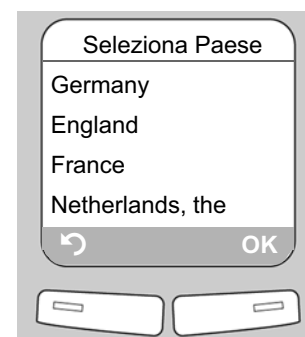 Seleziona Paese
Germany
England
France
Netherlands, the
OK